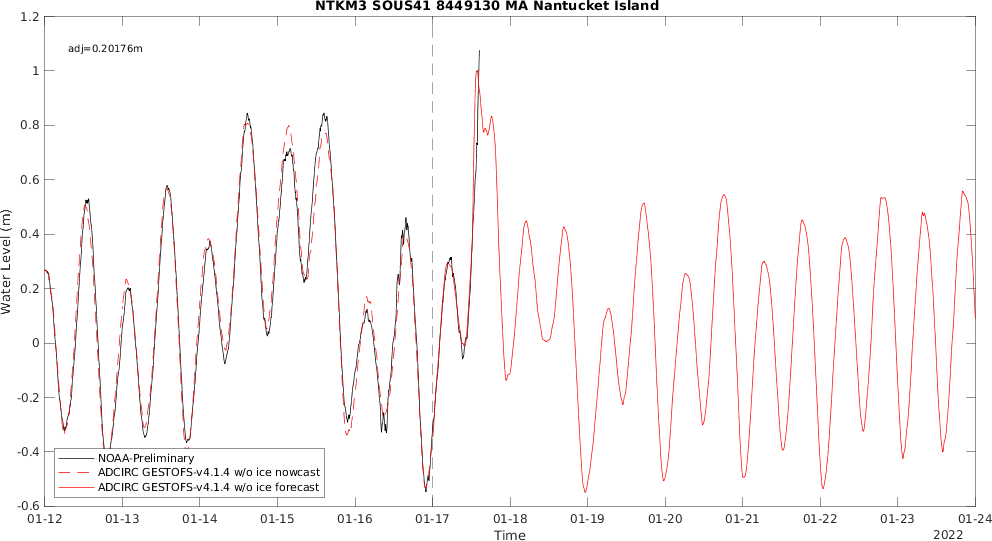 NTKM3 SOUS41 8449130 MA Nantucket Island
1.2
adj=0.20176m
1
0.8
0.6
0.4
0.2
0
-0.2
-0.4
-0.6
Water Level (m)
NOAA-Preliminary
ADCIRC GESTOFS-v4.1.4 w/o ice nowcast
ADCIRC GESTOFS-v4.1.4 w/o ice forecast
01-12 01-13 01-14 01-15 01-16 01-17 01-18 01-19 01-20 01-21 01-22 01-23 01-24
Time
2022